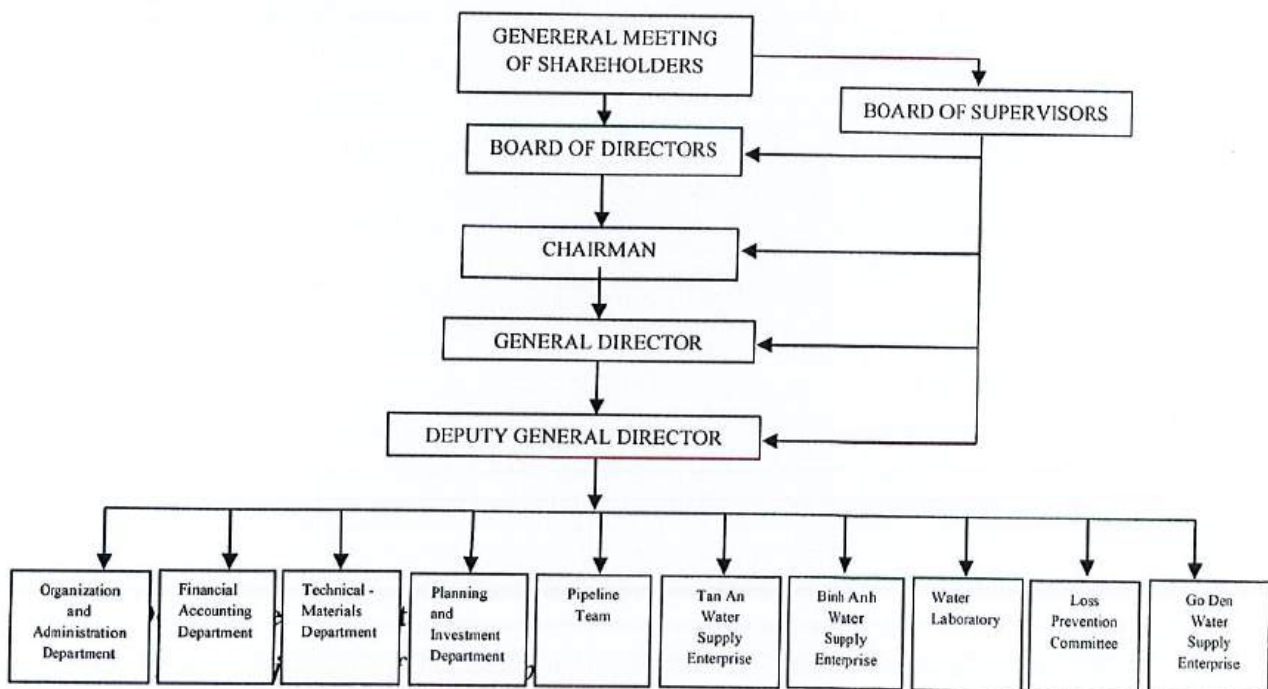 GENERERAL MEETING
OF SHAREHOLDERS
BOARD OF SUPERVISORS
BOARD OF DIRECTORS
CHAIRMAN
GENERAL DIRECTOR
DEPUTY GENERAL DIRECTOR
Organization
and
Administration
Department
Financial
Accounting
Department
Technical -
Materials
Department
Planning
and
Investment
Department
Pipeline
Team
Tan An
Water
Supply
Enterprise
Binh Anh
Water
Supply
Enterprise
Water
Laboratory
Loss
Prevention
Committee
Go Den
Water
Supply
Enterprise